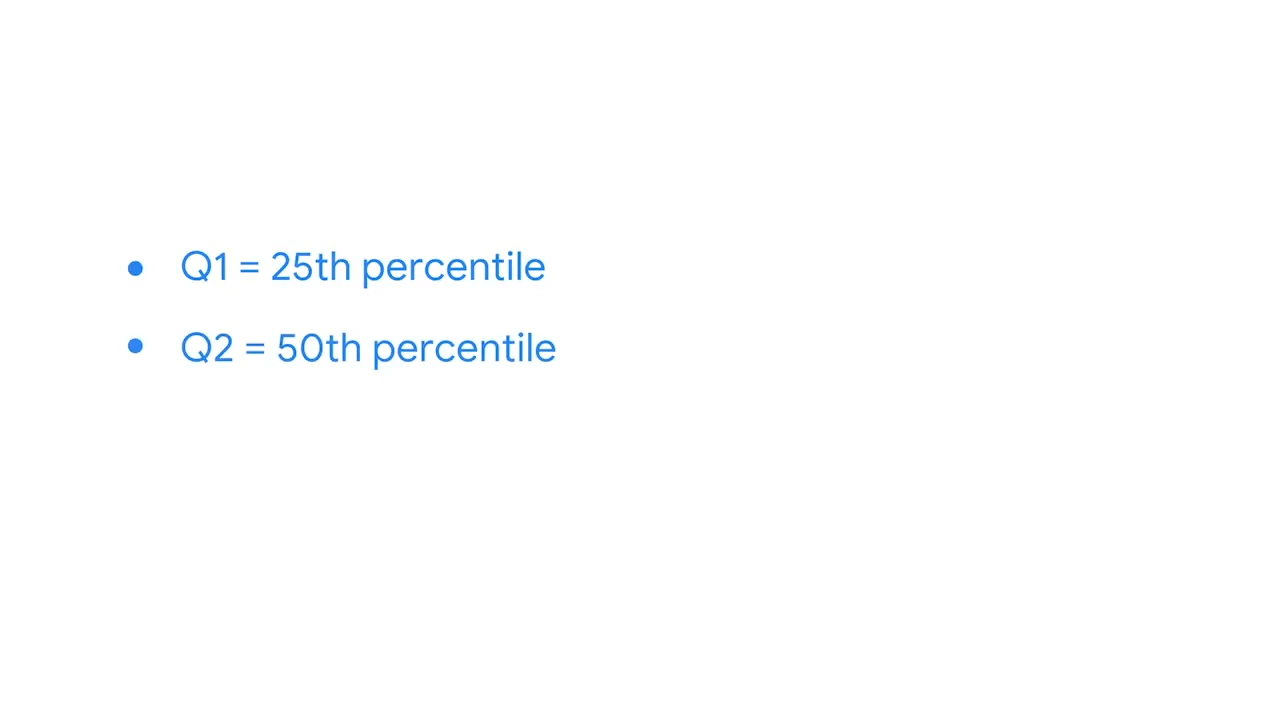 • Q1 = 25th percentile
• Q2 = 50th percentile